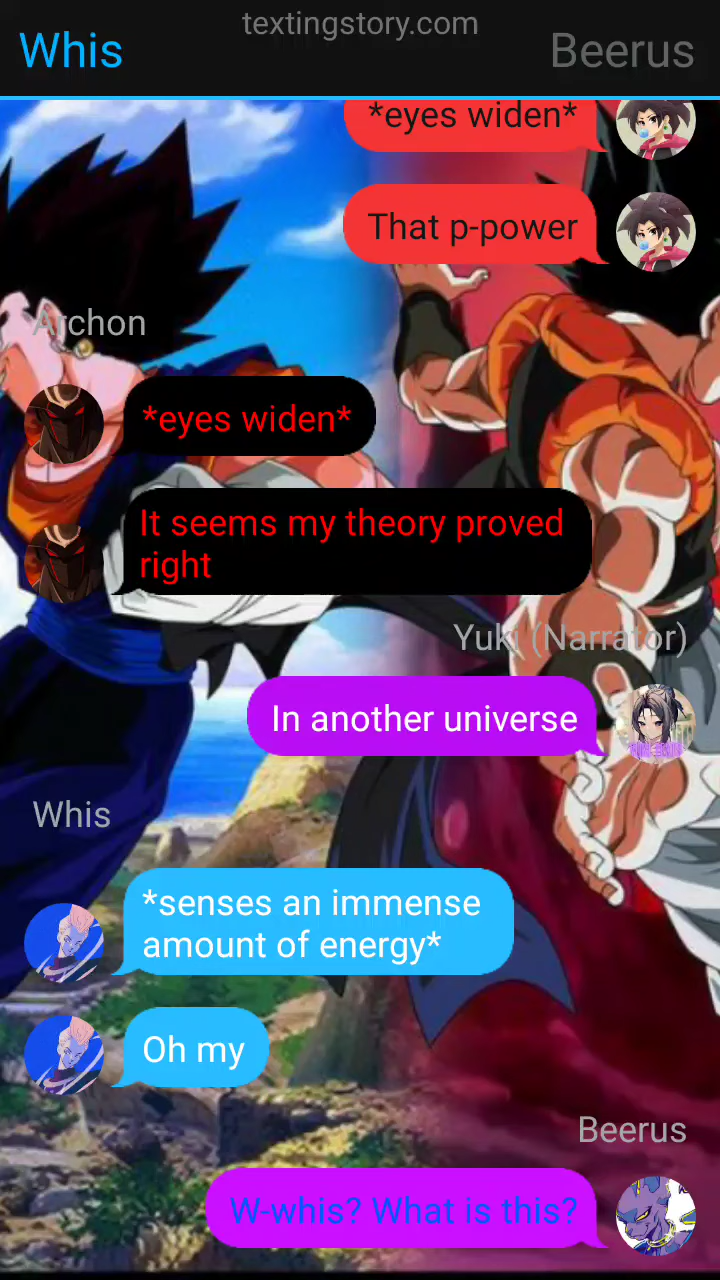 textingstory.com
Whis
Beerus
*eyes widen*
That p-power
Archon
*eyes widen*
It seems my theory proved
right
Yuki (Narrator)
In another universe
Whis
*senses an immense
amount of energy*
Oh my
Beerus
W-whis? What is this?